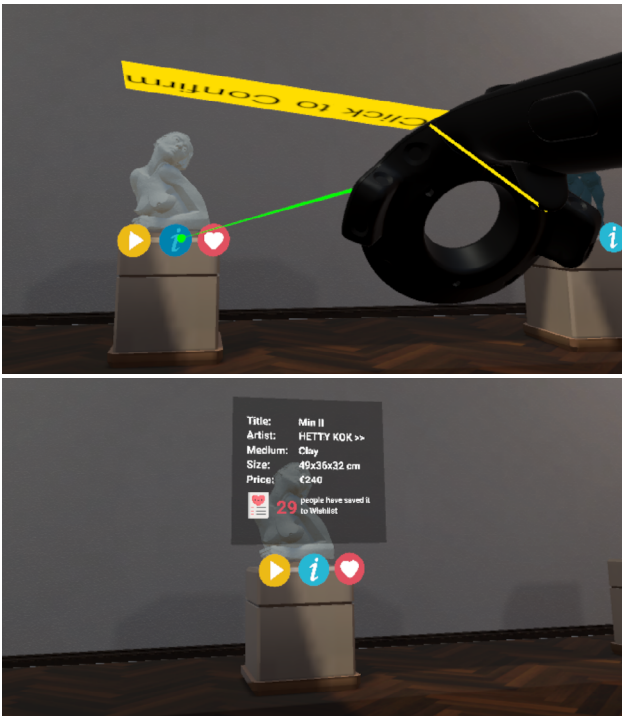 Click to Confirm
i
i
Title: Min II
Artist: HETTY KOK >>
Medium: Clay
Size: 49x36x32 cm
Price: €240
29 people have saved it
to Wishlist
i